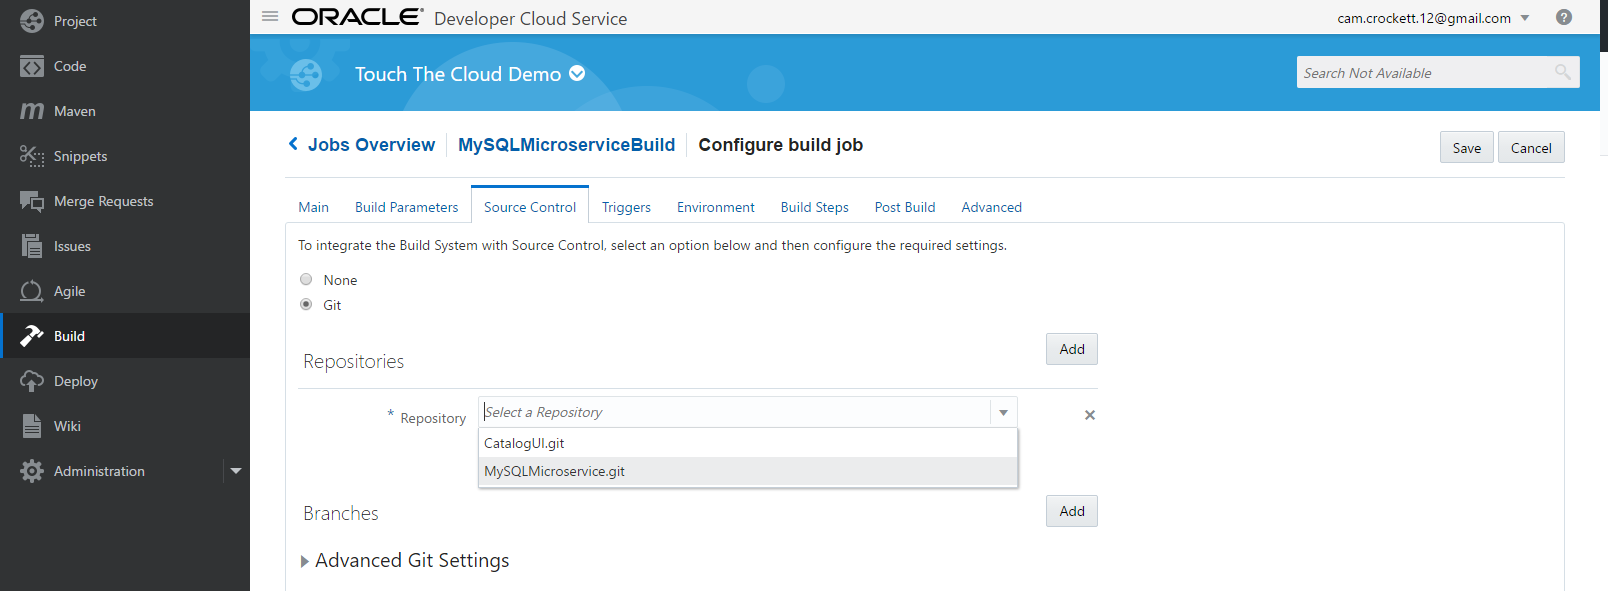 Project
Code
Maven
Snippets
Merge Requests
Issues
Agile
Build
Deploy
Wiki
Administration
ORACLE® Developer Cloud Service
cam.crockett.12@gmail.com
?
Touch The Cloud Demo
Search Not Available
Jobs Overview MySQLMicroserviceBuild Configure build job
Save Cancel
Main Build Parameters Source Control Triggers Environment Build Steps Post Build Advanced
To integrate the Build System with Source Control, select an option below and then configure the required settings.
None
Git
Repositories Add
* Repository Select a Repository
CatalogUI.git
MySQLMicroservice.git
Branches Add
Advanced Git Settings